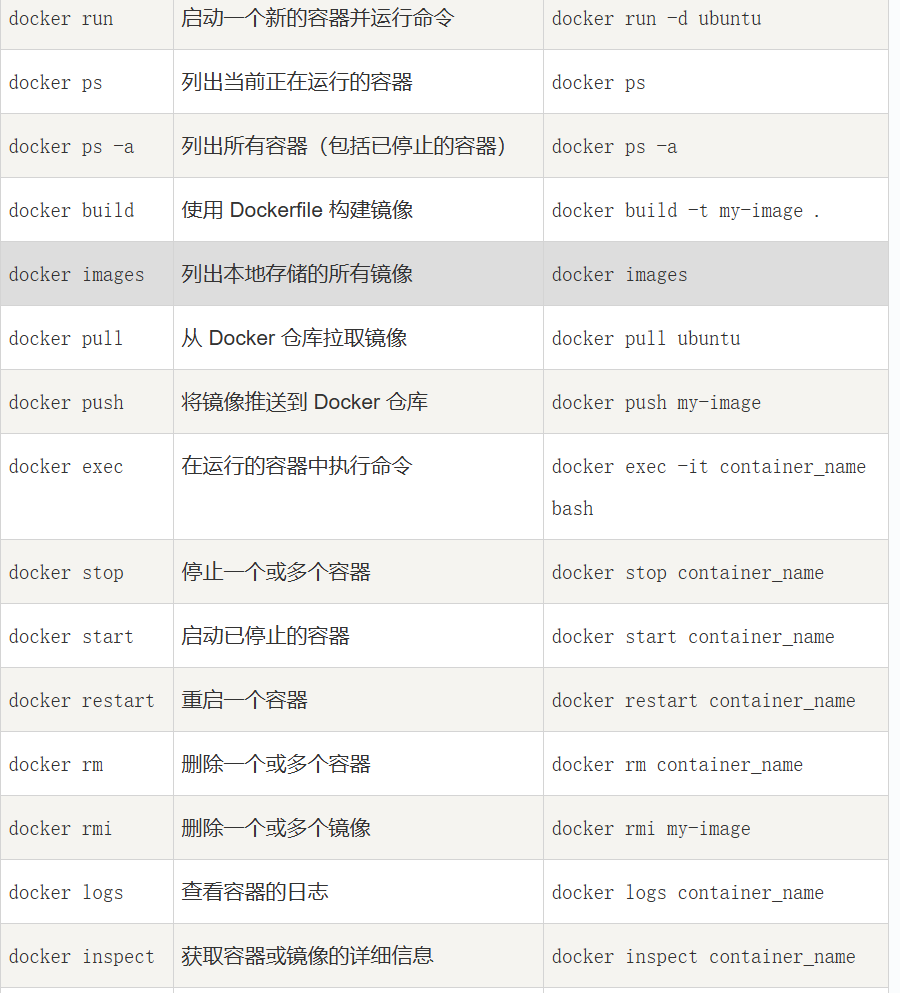 docker run 启动一个新的容器并运行命令 docker run -d ubuntu
docker ps 列出当前正在运行的容器 docker ps
docker ps -a 列出所有容器（包括已停止的容器） docker ps -a
docker build 使用 Dockerfile 构建镜像 docker build -t my-image .
docker images 列出本地存储的所有镜像 docker images
docker pull 从 Docker 仓库拉取镜像 docker pull ubuntu
docker push 将镜像推送到 Docker 仓库 docker push my-image
docker exec 在运行的容器中执行命令 docker exec -it container_name
bash
docker stop 停止一个或多个容器 docker stop container_name
docker start 启动已停止的容器 docker start container_name
docker restart 重启一个容器 docker restart container_name
docker rm 删除一个或多个容器 docker rm container_name
docker rmi 删除一个或多个镜像 docker rmi my-image
docker logs 查看容器的日志 docker logs container_name
docker inspect 获取容器或镜像的详细信息 docker inspect container_name